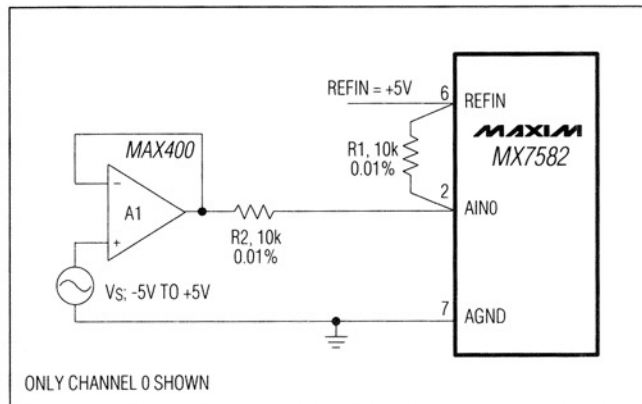 REFIN = +5V
6
REFIN
MAXIM
MX7582
R1, 10k
0.01%
MAX400
2
AIN0
-
A1
+
R2, 10k
0.01%
VS; -5V TO +5V
7
AGND
ONLY CHANNEL 0 SHOWN